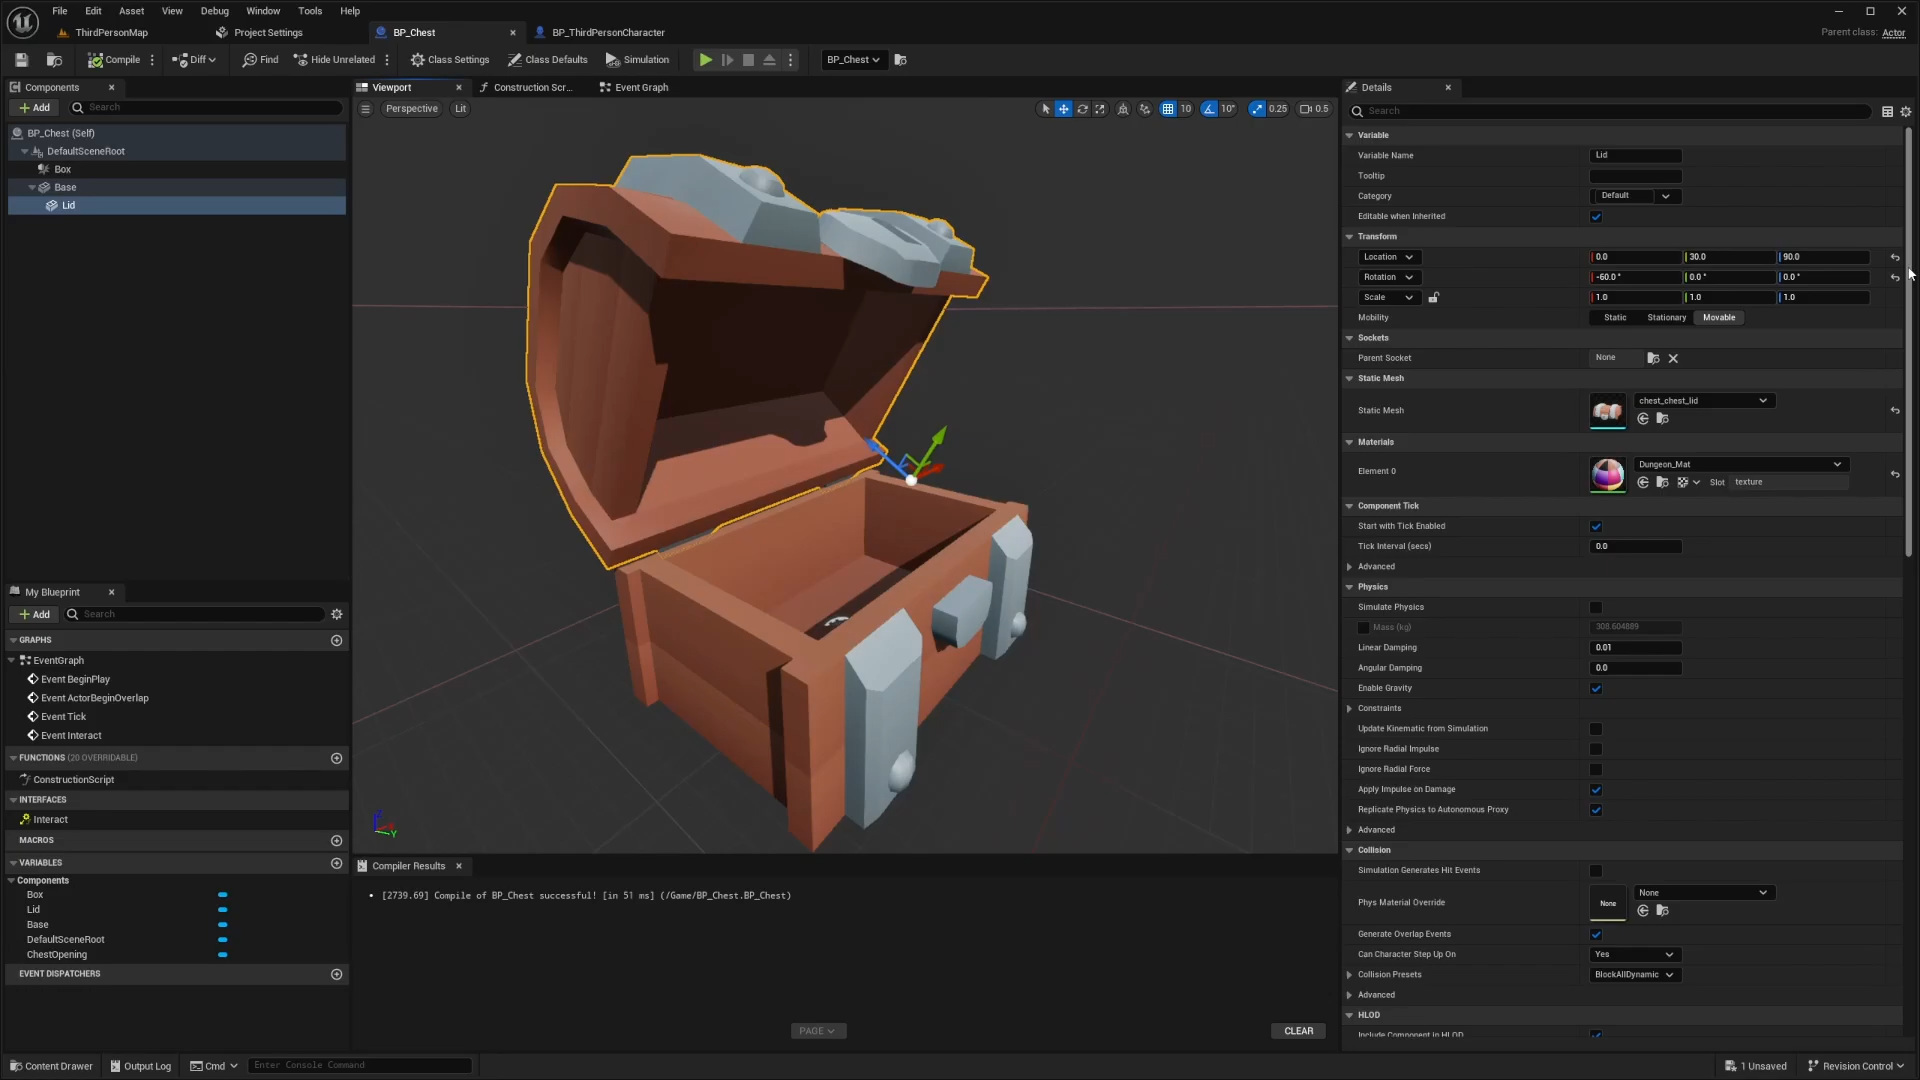 File Edit Asset View Debug Window Tools Help
ThirdPersonMap Project Settings BP_Chest BP_ThirdPersonCharacter Parent class: Actor
Compile Diff Find Hide Unrelated Class Settings Class Defaults Simulation BP_Chest
Components
Add Search
BP_Chest (Self)
DefaultSceneRoot
Box
Base
Lid
Viewport Construction Scr... Event Graph
Perspective Lit 10 10° 0.25 0.5
Details
Search
Variable
Variable Name Lid
Tooltip
Category Default
Editable when Inherited
Transform
Location 0.0 30.0 90.0
Rotation -60.0 ° 0.0 ° 0.0 °
Scale 1.0 1.0 1.0
Mobility Static Stationary Movable
Sockets
Parent Socket None
Static Mesh
Static Mesh chest_chest_lid
Materials
Element 0 Dungeon_Mat
Slot texture
Component Tick
Start with Tick Enabled
Tick Interval (secs) 0.0
Advanced
Physics
Simulate Physics
Mass (kg) 308.604889
Linear Damping 0.01
Angular Damping 0.0
Enable Gravity
Constraints
Update Kinematic from Simulation
Ignore Radial Impulse
Ignore Radial Force
Apply Impulse on Damage
Replicate Physics to Autonomous Proxy
Advanced
Collision
Simulation Generates Hit Events
Phys Material Override None None
Generate Overlap Events
Can Character Step Up On Yes
Collision Presets BlockAllDynamic
Advanced
HLOD
Include Component in HLOD
My Blueprint
Add Search
GRAPHS
EventGraph
Event BeginPlay
Event ActorBeginOverlap
Event Tick
Event Interact
FUNCTIONS (20 OVERRIDABLE)
ConstructionScript
INTERFACES
Interact
MACROS
VARIABLES
Components
Box
Lid
Base
DefaultSceneRoot
ChestOpening
EVENT DISPATCHERS
Compiler Results
[2739.69] Compile of BP_Chest successful! [in 51 ms] (/Game/BP_Chest.BP_Chest)
PAGE CLEAR
Content Drawer Output Log Cmd Enter Console Command 1 Unsaved Revision Control